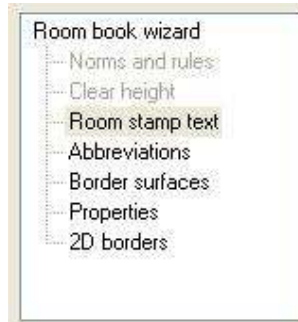 Room book wizard
Norms and rules
Clear height
Room stamp text
Abbreviations
Border surfaces
Properties
2D borders